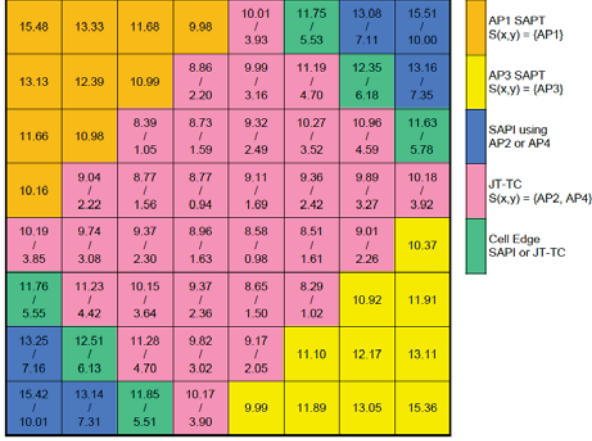 15.48 13.33 11.68 9.98 10.01 / 3.93 11.75 / 5.53 13.08 / 7.11 15.51 / 10.00
13.13 12.39 10.99 8.86 / 2.20 9.99 / 3.16 11.19 / 4.70 12.35 / 6.18 13.16 / 7.35
11.66 10.98 8.39 / 1.05 8.73 / 1.59 9.32 / 2.49 10.27 / 3.52 10.96 / 4.59 11.63 / 5.78
10.16 9.04 / 2.22 8.77 / 1.56 8.77 / 0.94 9.11 / 1.69 9.36 / 2.42 9.89 / 3.27 10.18 / 3.92
10.19 / 3.85 9.74 / 3.08 9.37 / 2.30 8.96 / 1.63 8.58 / 0.98 8.51 / 1.61 9.01 / 2.26 10.37
11.76 / 5.55 11.23 / 4.42 10.15 / 3.64 9.37 / 2.36 8.65 / 1.50 8.29 / 1.02 10.92 11.91
13.25 / 7.16 12.51 / 6.13 11.28 / 4.70 9.82 / 3.02 9.17 / 2.05 11.10 12.17 13.11
15.42 / 10.01 13.14 / 7.31 11.85 / 5.51 10.17 / 3.90 9.99 11.89 13.05 15.36
AP1 SAPT
S(x,y) = {AP1}
AP3 SAPT
S(x,y) = {AP3}
SAPI using
AP2 or AP4
JT-TC
S(x,y) = {AP2, AP4}
Cell Edge
SAPI or JT-TC